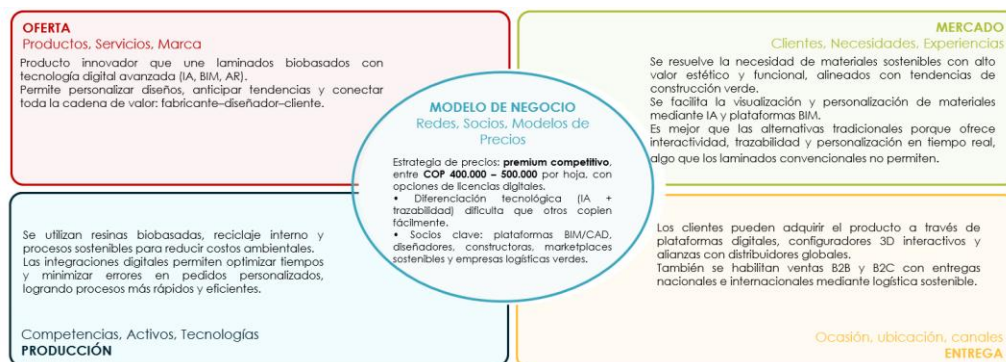 OFERTA
Productos, Servicios, Marca
Producto innovador que une laminados biobasados con
tecnología digital avanzada (IA, BIM, AR).
Permite personalizar diseños, anticipar tendencias y conectar
toda la cadena de valor: fabricante–diseñador–cliente.
MERCADO
Clientes, Necesidades, Experiencias
Se resuelve la necesidad de materiales sostenibles con alto
valor estético y funcional, alineados con tendencias de
construcción verde.
Se facilita la visualización y personalización de materiales
mediante IA y plataformas BIM.
Es mejor que las alternativas tradicionales porque ofrece
interactividad, trazabilidad y personalización en tiempo real,
algo que los laminados convencionales no permiten.
MODELO DE NEGOCIO
Redes, Socios, Modelos de
Precios
Estrategia de precios: premium competitivo,
entre COP 400.000 – 500.000 por hoja, con
opciones de licencias digitales.
• Diferenciación tecnológica (IA +
trazabilidad) dificulta que otros copien
fácilmente.
• Socios clave: plataformas BIM/CAD,
diseñadores, constructoras, marketplaces
sostenibles y empresas logísticas verdes.
Se utilizan resinas biobasadas, reciclaje interno y
procesos sostenibles para reducir costos ambientales.
Las integraciones digitales permiten optimizar tiempos
y minimizar errores en pedidos personalizados,
logrando procesos más rápidos y eficientes.
Competencias, Activos, Tecnologías
PRODUCCIÓN
Los clientes pueden adquirir el producto a través de
plataformas digitales, configuradores 3D interactivos y
alianzas con distribuidores globales.
También se habilitan ventas B2B y B2C con entregas
nacionales e internacionales mediante logística sostenible.
Ocasión, ubicación, canales
ENTREGA